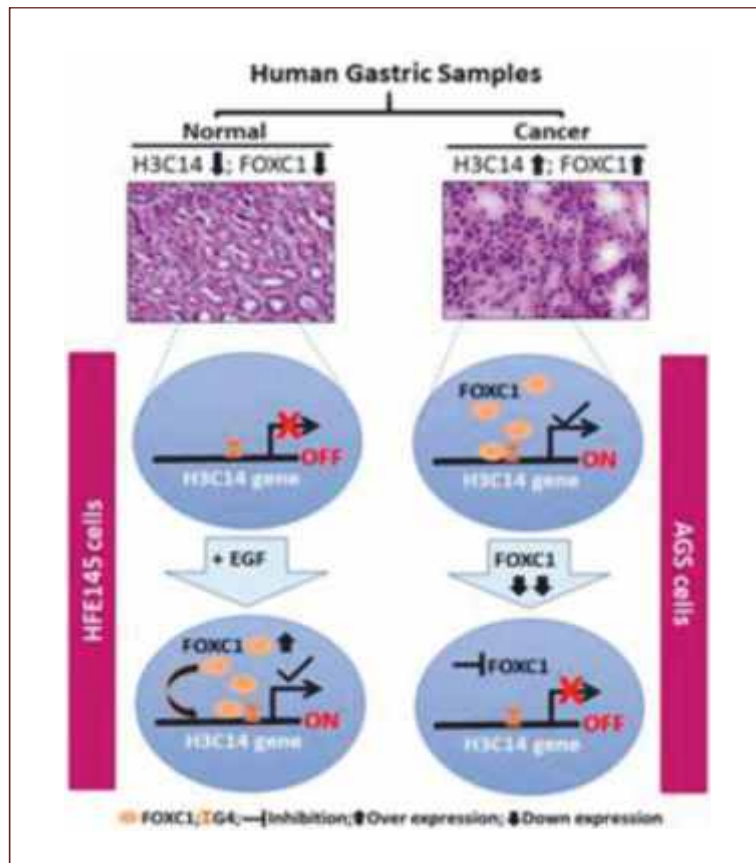 Human Gastric Samples
Normal
H3C14 ⬇; FOXC1 ⬇
Cancer
H3C14 ⬆; FOXC1 ⬆
HFE145 cells
OFF
H3C14 gene
+ EGF
FOXC1
ON
H3C14 gene
FOXC1
ON
H3C14 gene
FOXC1
FOXC1
OFF
H3C14 gene
AGS cells
FOXC1; G4; Inhibition; ⬆Over expression; ⬇Down expression